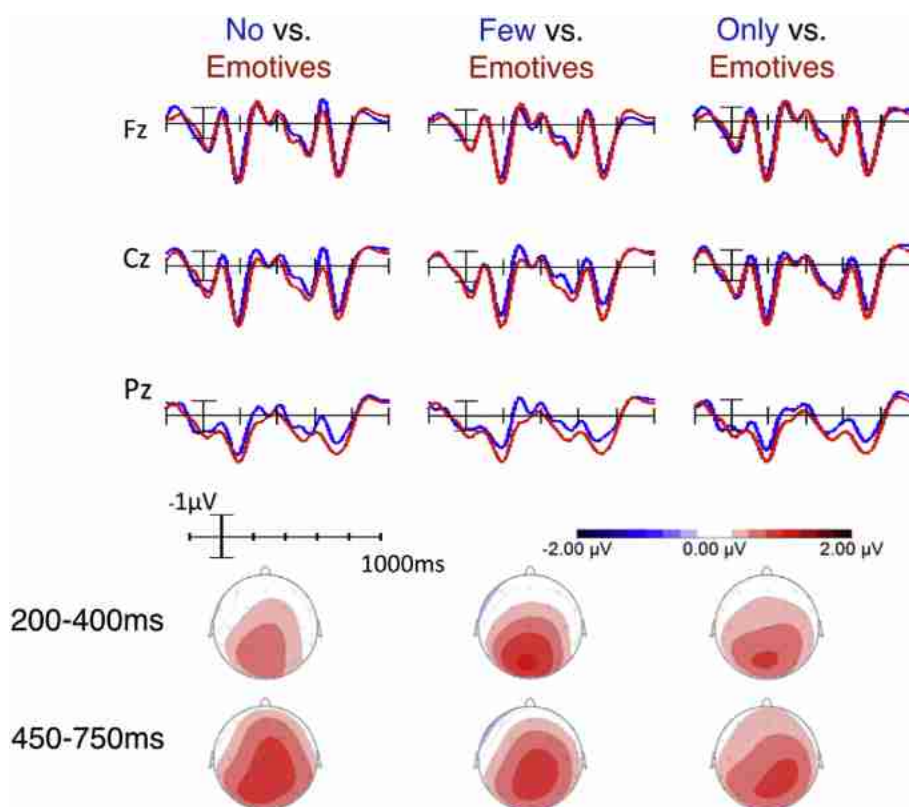 No vs.
Emotives
Few vs.
Emotives
Only vs.
Emotives
Fz
Cz
Pz
-1µV
1000ms
-2.00 µV 0.00 µV 2.00 µV
200-400ms
450-750ms